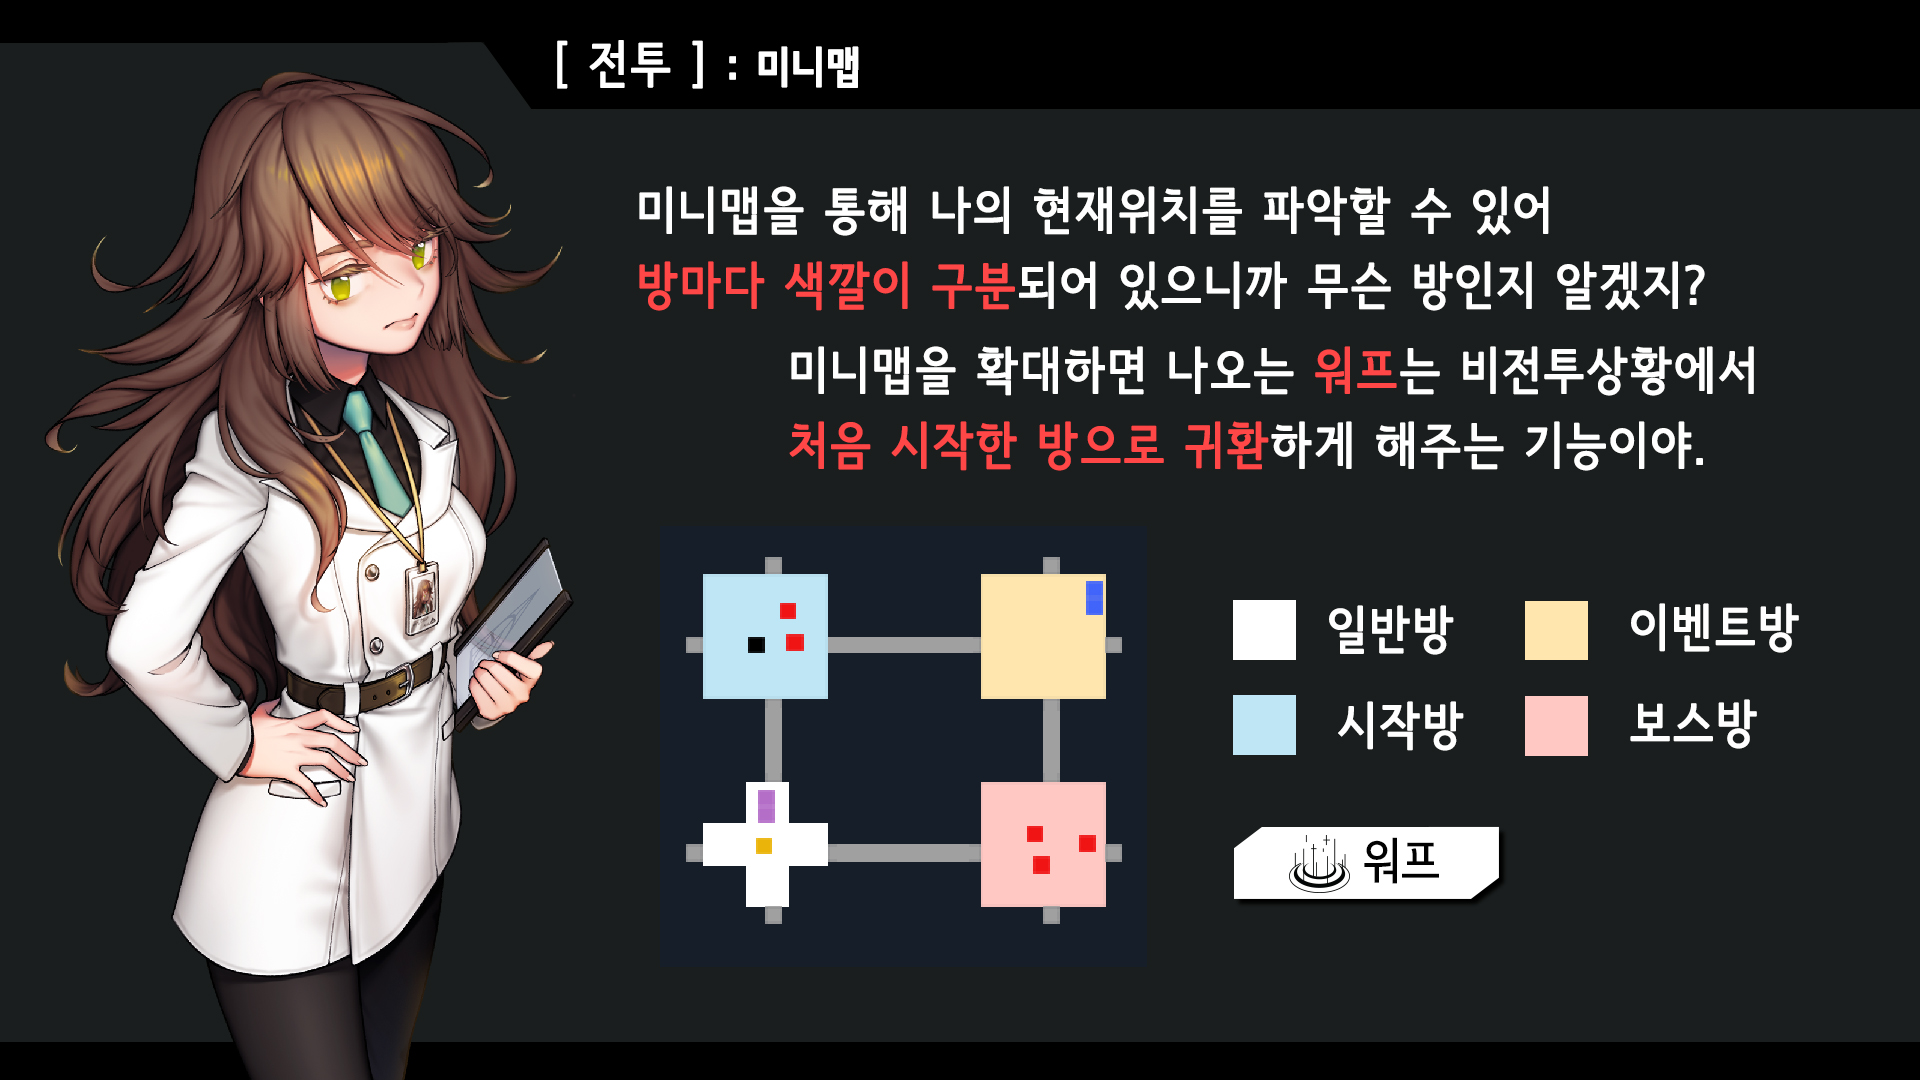 [ 전투 ] : 미니맵
미니맵을 통해 나의 현재위치를 파악할 수 있어
방마다 색깔이 구분되어 있으니까 무슨 방인지 알겠지?
미니맵을 확대하면 나오는 워프는 비전투상황에서
처음 시작한 방으로 귀환하게 해주는 기능이야.
일반방
이벤트방
시작방
보스방
워프